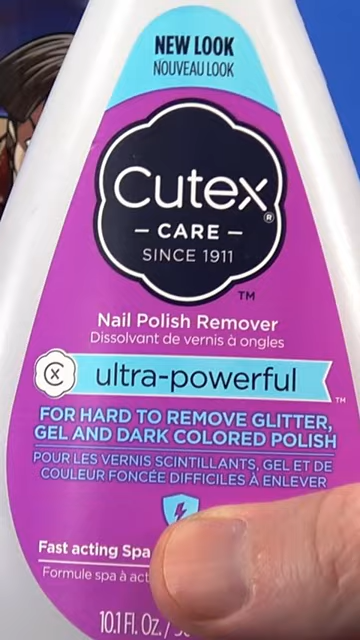 NEW LOOK
NOUVEAU LOOK
Cutex®
– CARE –
SINCE 1911
™
Nail Polish Remover
Dissolvant de vernis à ongles
X ultra-powerful ™
FOR HARD TO REMOVE GLITTER,
GEL AND DARK COLORED POLISH
POUR LES VERNIS SCINTILLANTS, GEL ET DE
COULEUR FONCÉE DIFFICILES À ENLEVER
Fast acting Spa
Formule spa à
10.1 Fl. Oz. /